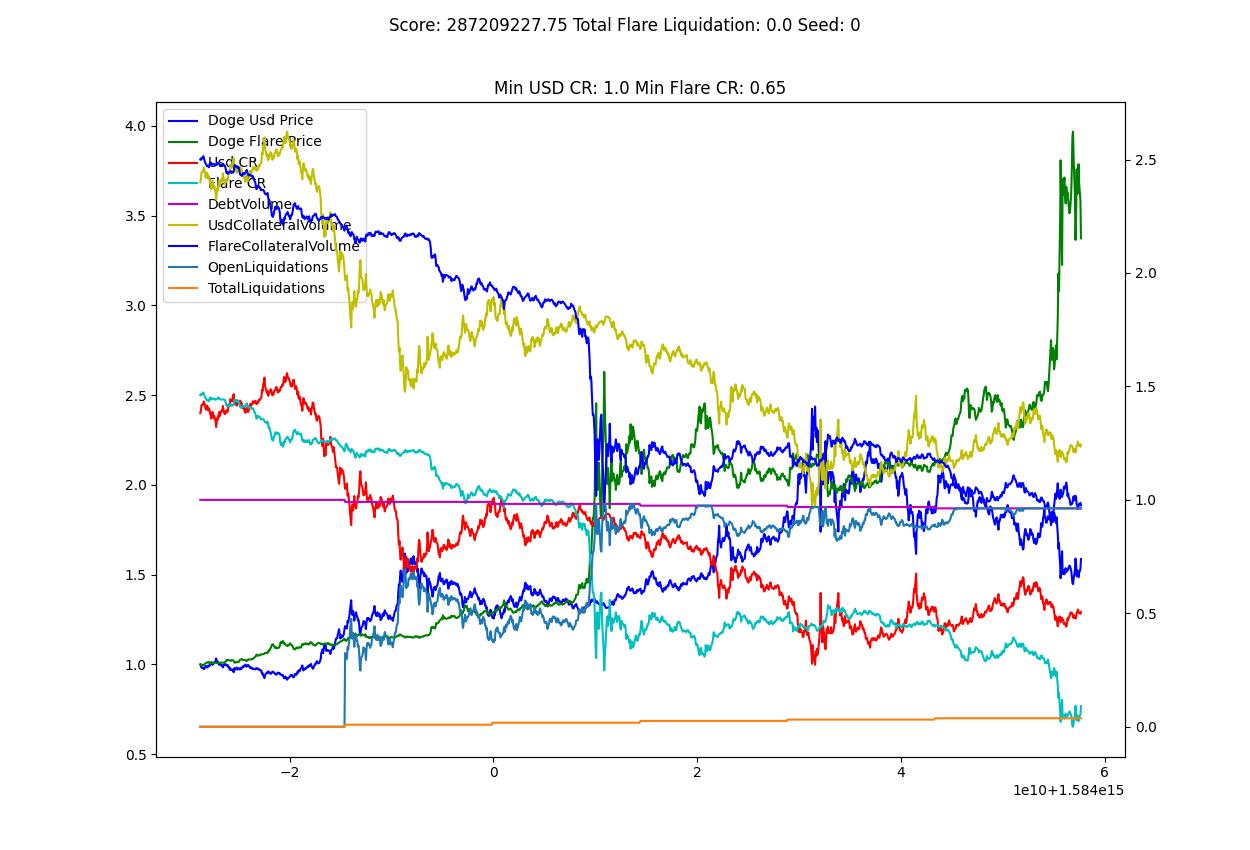 Score: 287209227.75 Total Flare Liquidation: 0.0 Seed: 0
Min USD CR: 1.0 Min Flare CR: 0.65
Doge Usd Price
Doge Flare Price
Usd CR
Flare CR
DebtVolume
UsdCollateralVolume
FlareCollateralVolume
OpenLiquidations
TotalLiquidations
4.0
3.5
3.0
2.5
2.0
1.5
1.0
0.5
2.5
2.0
1.5
1.0
0.5
0.0
−2
0
2
4
6
1e10+1.584e15